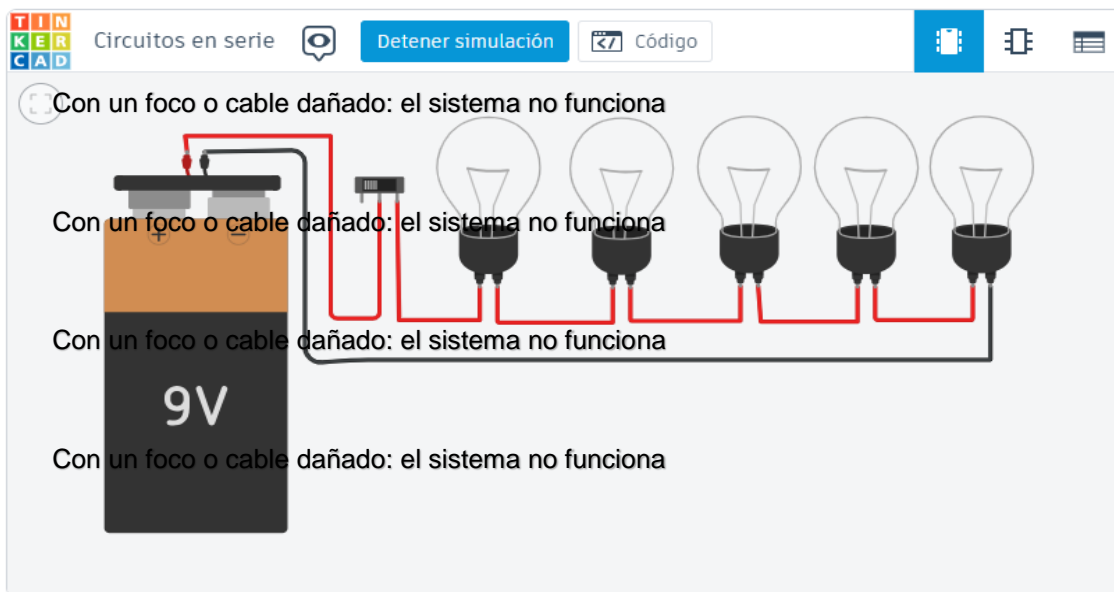 TIN
KER
CAD
Circuitos en serie
Detener simulación
Código
Con un foco o cable dañado: el sistema no funciona
Con un foco o cable dañado: el sistema no funciona
+ −
Con un foco o cable dañado: el sistema no funciona
9V
Con un foco o cable dañado: el sistema no funciona